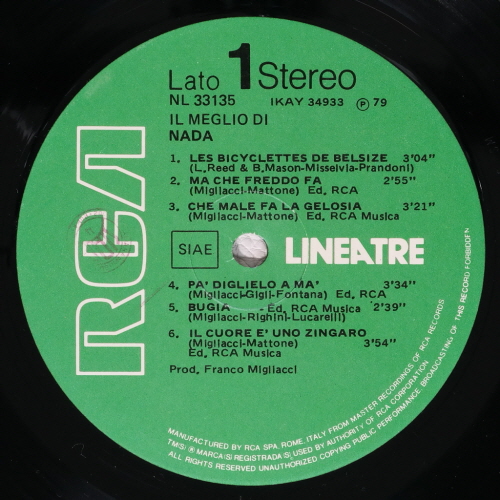 Lato 1 Stereo
NL 33135 IKAY 34933 Ⓟ 79
IL MEGLIO DI
NADA
1. LES BICYCLETTES DE BELSIZE 3'04"
(L. Reed & B. Mason-Misselvia-Prandoni)
2. MA CHE FREDDO FA 2'55"
(Migliacci-Mattone) Ed. RCA
3. CHE MALE FA LA GELOSIA 3'21"
(Migliacci-Mattone) Ed. RCA Musica
RCA
SIAE
LINEATRE
4. PA' DIGLIELO A MA' 3'34"
(Migliacci-Gigli-Fontana) Ed. RCA
5. BUGIA - Ed. RCA Musica 2'39"
(Migliacci-Righini-Lucarelli)
6. IL CUORE E' UNO ZINGARO
(Migliacci-Mattone) 3'54"
Ed. RCA Musica
Prod. Franco Migliacci
MANUFACTURED BY RCA SPA. ROME. ITALY FROM MASTER RECORDINGS OF RCA RECORDS
TM(S) ® MARCA(S) REGISTRADA(S) USED BY AUTHORITY OF RCA CORPORATION
ALL RIGHTS RESERVED UNAUTHORIZED COPYING PUBLIC PERFORMANCE. BROADCASTING OF THIS RECORD FORBIDDEN